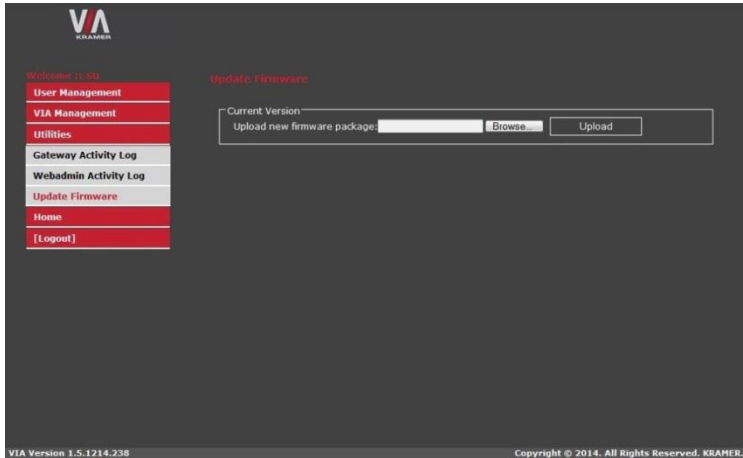 VIA
KRAMER
Welcome !! SU
User Management
VIA Management
Utilities
Gateway Activity Log
Webadmin Activity Log
Update Firmware
Home
[Logout]
Update Firmware
Current Version
Upload new firmware package: Browse... Upload
VIA Version 1.5.1214.238
Copyright © 2014. All Rights Reserved. KRAMER.